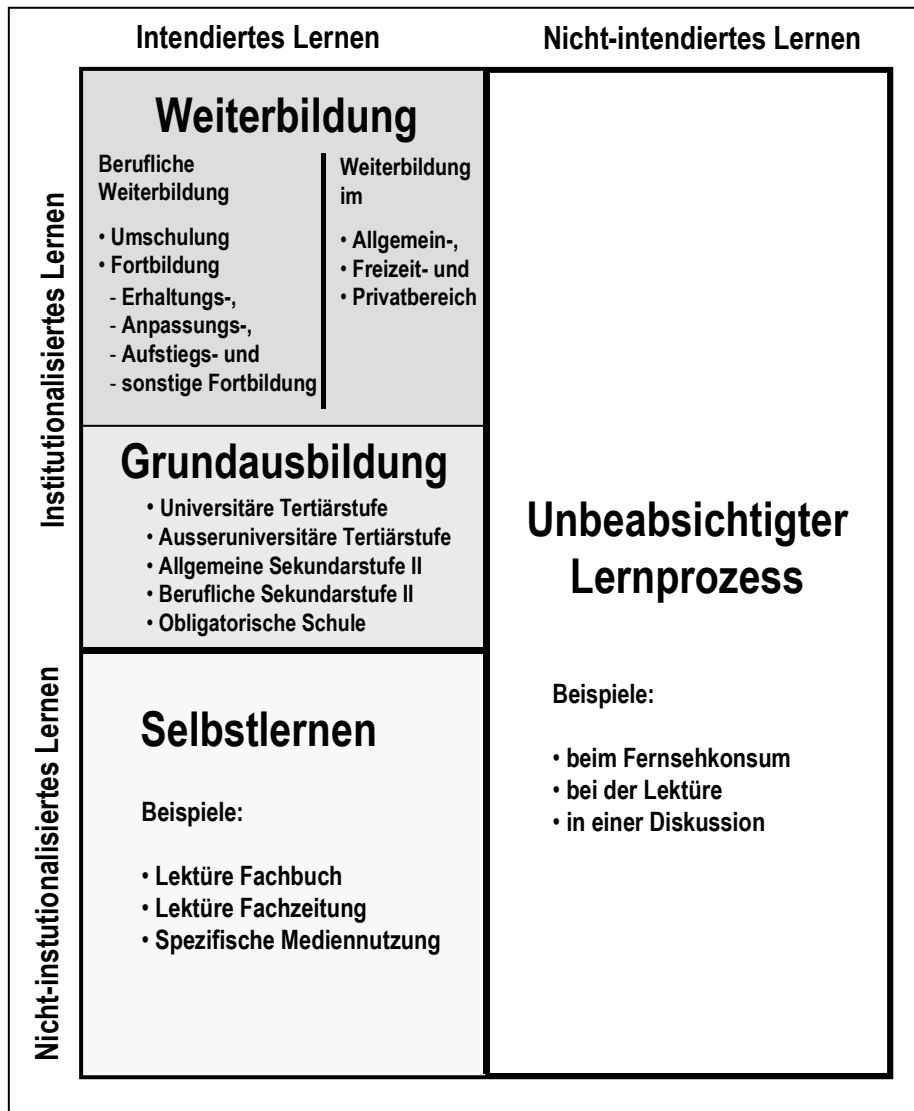 Intendiertes Lernen
Nicht-intendiertes Lernen
Institutionalisiertes Lernen
Weiterbildung
Berufliche
Weiterbildung
• Umschulung
• Fortbildung
- Erhaltungs-,
- Anpassungs-,
- Aufstiegs- und
- sonstige Fortbildung
Weiterbildung
im
• Allgemein-,
• Freizeit- und
• Privatbereich
Grundausbildung
• Universitäre Tertiärstufe
• Ausseruniversitäre Tertiärstufe
• Allgemeine Sekundarstufe II
• Berufliche Sekundarstufe II
• Obligatorische Schule
Nicht-instutionalisiertes Lernen
Selbstlernen
Beispiele:
• Lektüre Fachbuch
• Lektüre Fachzeitung
• Spezifische Mediennutzung
Unbeabsichtigter
Lernprozess
Beispiele:
• beim Fernsehkonsum
• bei der Lektüre
• in einer Diskussion